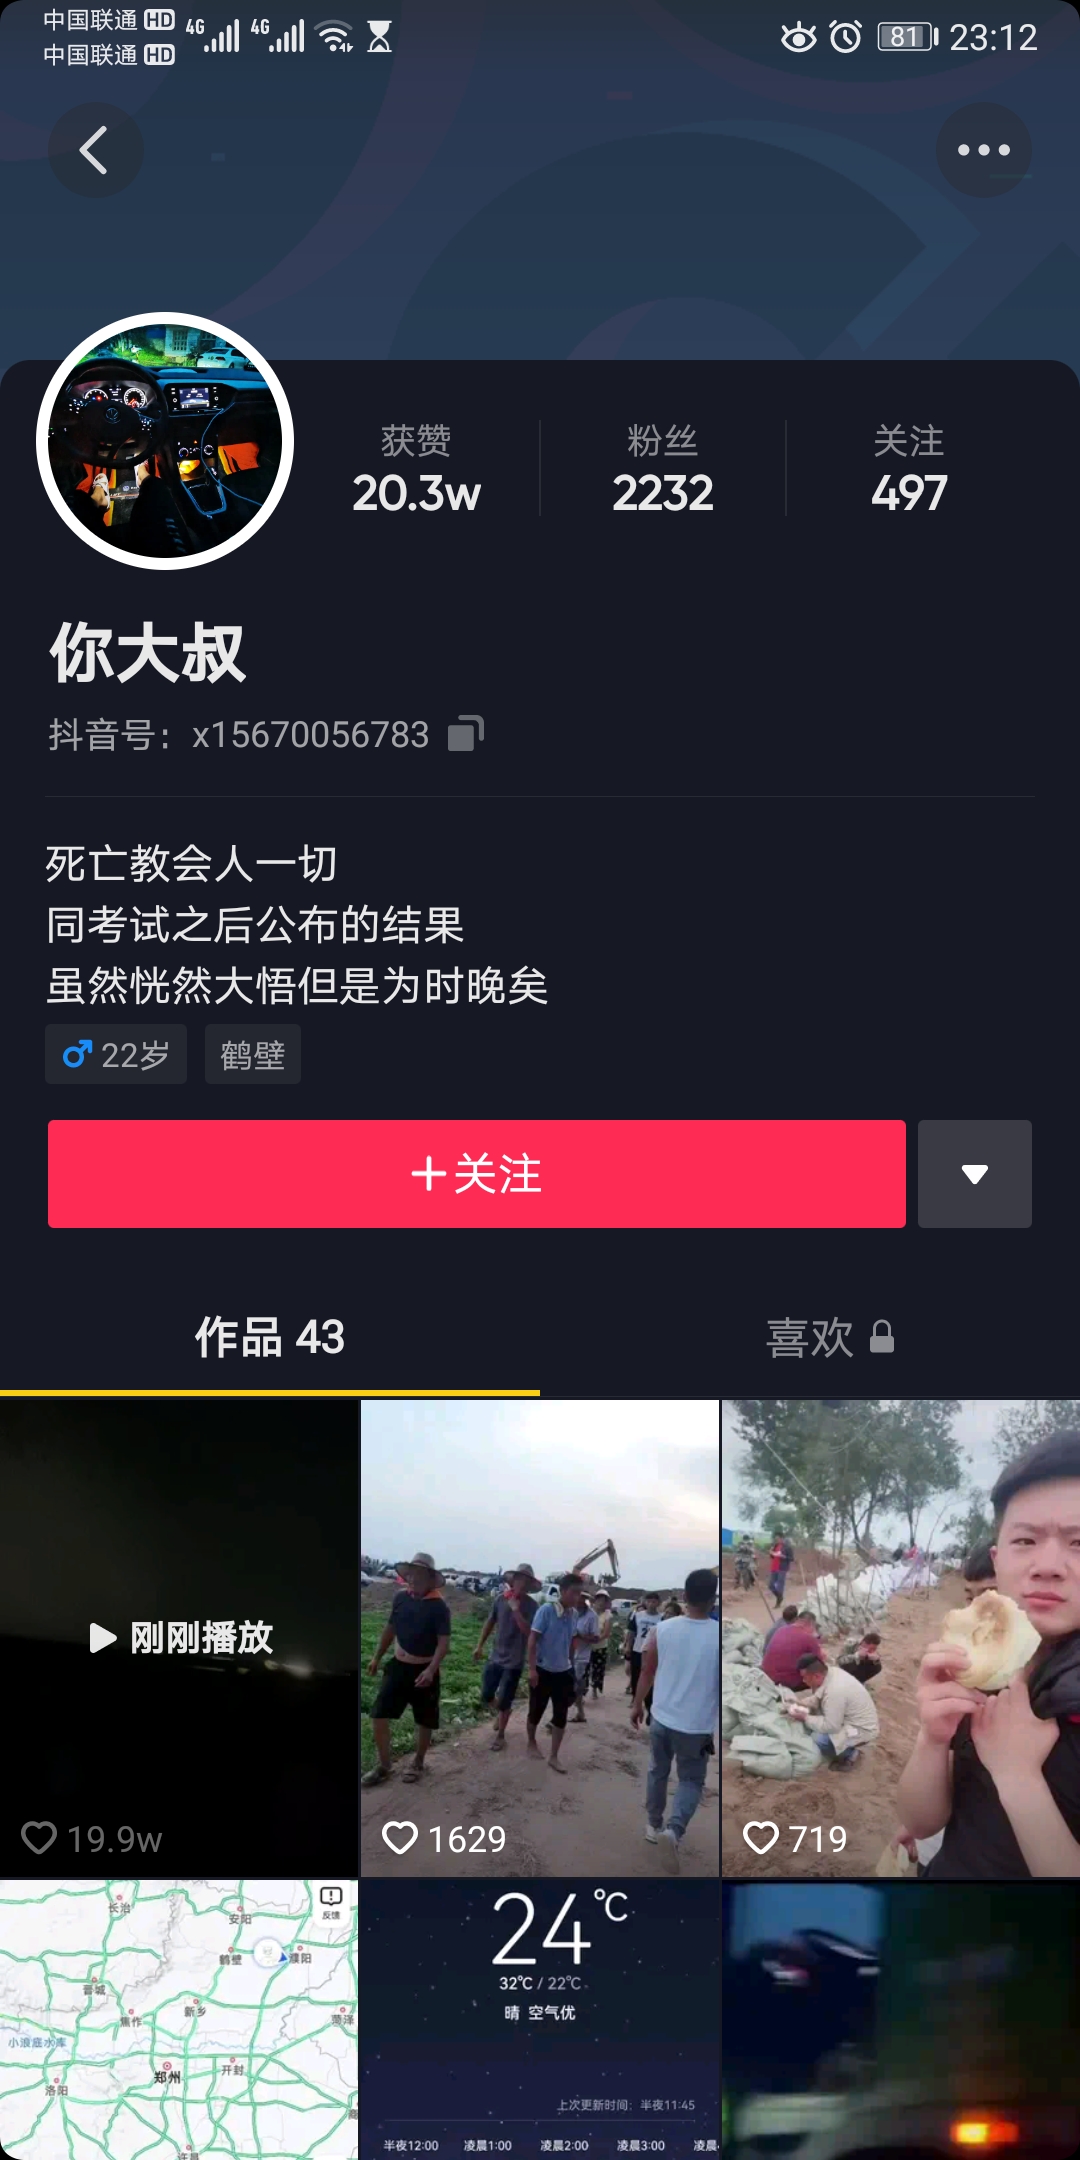 中国联通 HD 4G 4G 81 23:12
中国联通 HD
获赞 粉丝 关注
20.3w 2232 497
你大叔
抖音号：x15670056783
死亡教会人一切
同考试之后公布的结果
虽然恍然大悟但是为时晚矣
22岁 鹤壁
+关注
作品 43 喜欢
刚刚播放
19.9w 1629 719
反馈
长治
安阳
鹤壁
濮阳
晋城
新乡
焦作
菏泽
小浪底水库
郑州
开封
洛阳
商
许昌
24℃
32℃ / 22℃
晴 空气优
上次更新时间：半夜11:45
半夜12:00 凌晨1:00 凌晨2:00 凌晨3:00 凌晨